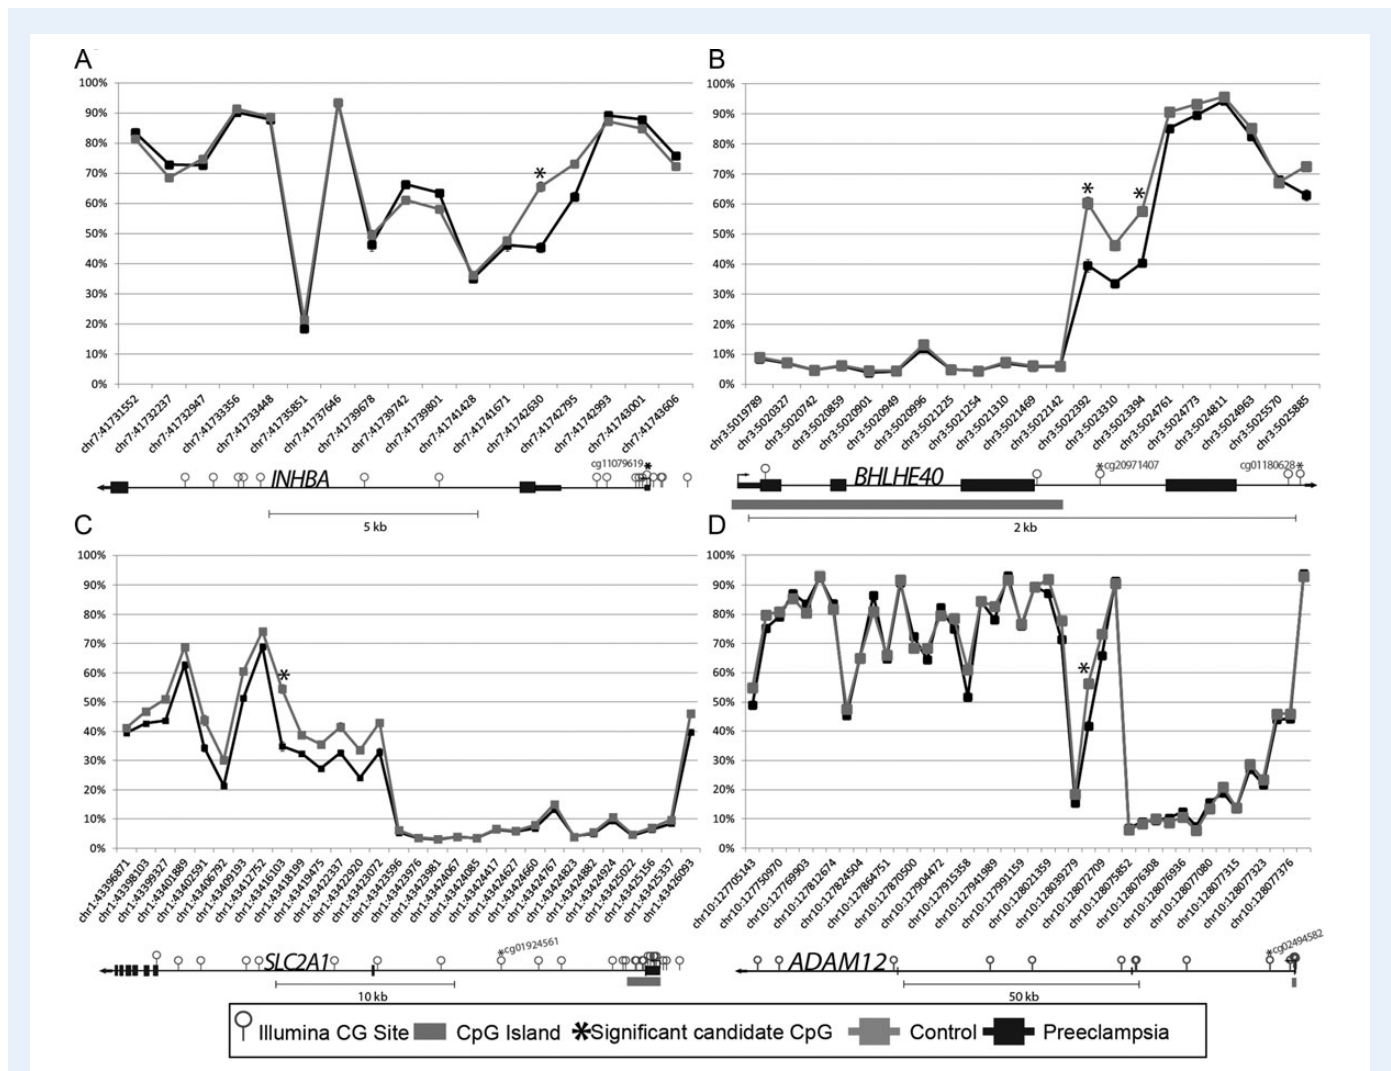 A
100%
90%
80%
70%
60%
50%
40%
30%
20%
10%
0%
chr7:41731552
chr7:41732237
chr7:41732947
chr7:41733356
chr7:41733448
chr7:41735851
chr7:41737646
chr7:41739678
chr7:41739742
chr7:41739801
chr7:41741428
chr7:41741671
chr7:41742630
chr7:41742795
chr7:41742993
chr7:41743001
chr7:41743606
*
cg11079619*
INHBA
5 kb
B
100%
90%
80%
70%
60%
50%
40%
30%
20%
10%
0%
chr3:5019789
chr3:5020327
chr3:5020742
chr3:5020859
chr3:5020901
chr3:5020949
chr3:5020996
chr3:5021225
chr3:5021254
chr3:5021310
chr3:5021469
chr3:5022142
chr3:5022392
chr3:5023310
chr3:5023394
chr3:5024761
chr3:5024773
chr3:5024811
chr3:5024963
chr3:5025570
chr3:5025885
* *
BHLHE40
*cg20971407
cg01180628*
2 kb
C
100%
90%
80%
70%
60%
50%
40%
30%
20%
10%
0%
chr1:43396871
chr1:43398103
chr1:43399327
chr1:43401889
chr1:43402591
chr1:43408792
chr1:43409193
chr1:43412752
chr1:43416103
chr1:43418199
chr1:43419475
chr1:43422337
chr1:43422920
chr1:43423072
chr1:43423596
chr1:43423976
chr1:43423981
chr1:43424067
chr1:43424085
chr1:43424417
chr1:43424627
chr1:43424660
chr1:43424767
chr1:43424823
chr1:43424882
chr1:43424924
chr1:43425022
chr1:43425156
chr1:43425337
chr1:43426093
*
*cg01924561
SLC2A1
10 kb
D
100%
90%
80%
70%
60%
50%
40%
30%
20%
10%
0%
chr10:127705143
chr10:127750970
chr10:127769903
chr10:127812674
chr10:127824504
chr10:127864751
chr10:127870500
chr10:127904472
chr10:127915358
chr10:127941989
chr10:127991159
chr10:128021359
chr10:128039279
chr10:128072709
chr10:128075852
chr10:128076308
chr10:128076936
chr10:128077080
chr10:128077315
chr10:128077323
chr10:128077376
*
*cg02494582
ADAM12
50 kb
Illumina CG Site CpG Island *Significant candidate CpG Control Preeclampsia